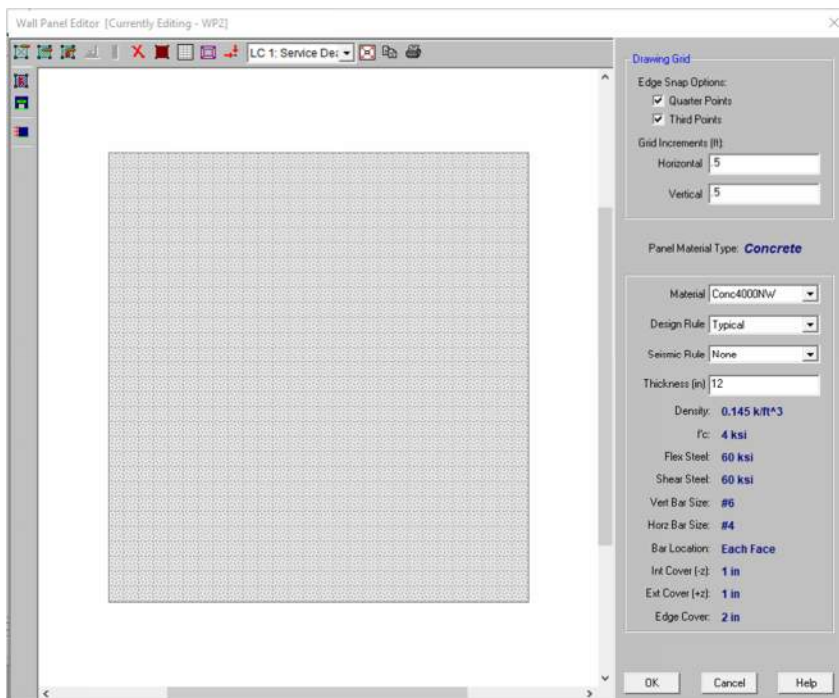 Wall Panel Editor [Currently Editing - WP2]
LC 1: Service De:
Drawing Grid
Edge Snap Options:
Quarter Points
Third Points
Grid Increments (ft):
Horizontal .5
Vertical .5
Panel Material Type: Concrete
Material Conc4000NW
Design Rule Typical
Seismic Rule None
Thickness (in) 12
Density: 0.145 k/ft^3
f'c: 4 ksi
Flex Steel: 60 ksi
Shear Steel: 60 ksi
Vert Bar Size: #6
Horz Bar Size: #4
Bar Location: Each Face
Int Cover (-z): 1 in
Ext Cover (+z): 1 in
Edge Cover: 2 in
OK Cancel Help